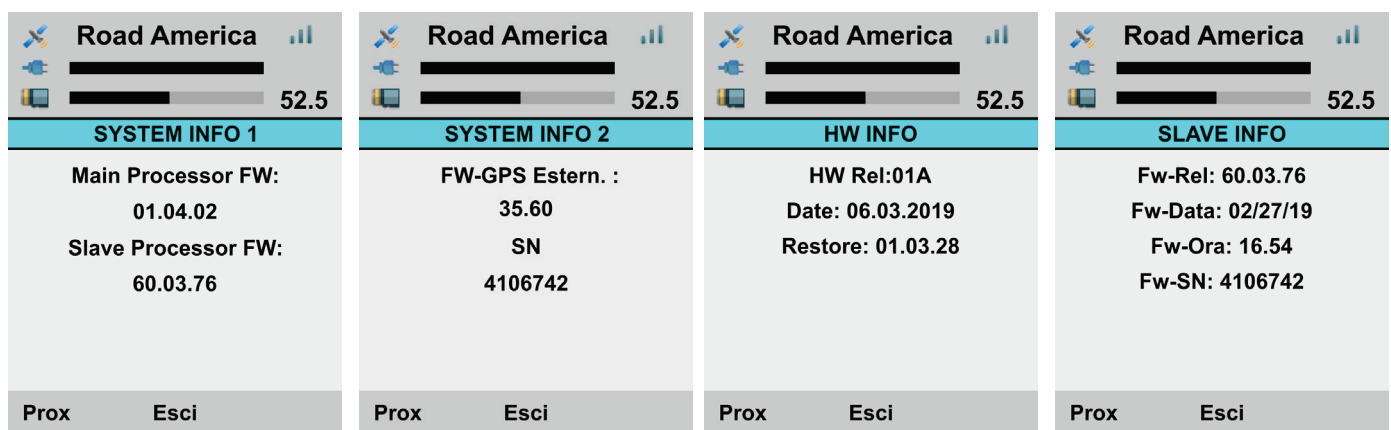 Road America
52.5
SYSTEM INFO 1
Main Processor FW:
01.04.02
Slave Processor FW:
60.03.76
Prox Esci
Road America
52.5
SYSTEM INFO 2
FW-GPS Estern. :
35.60
SN
4106742
Prox Esci
Road America
52.5
HW INFO
HW Rel:01A
Date: 06.03.2019
Restore: 01.03.28
Prox Esci
Road America
52.5
SLAVE INFO
Fw-Rel: 60.03.76
Fw-Data: 02/27/19
Fw-Ora: 16.54
Fw-SN: 4106742
Prox Esci